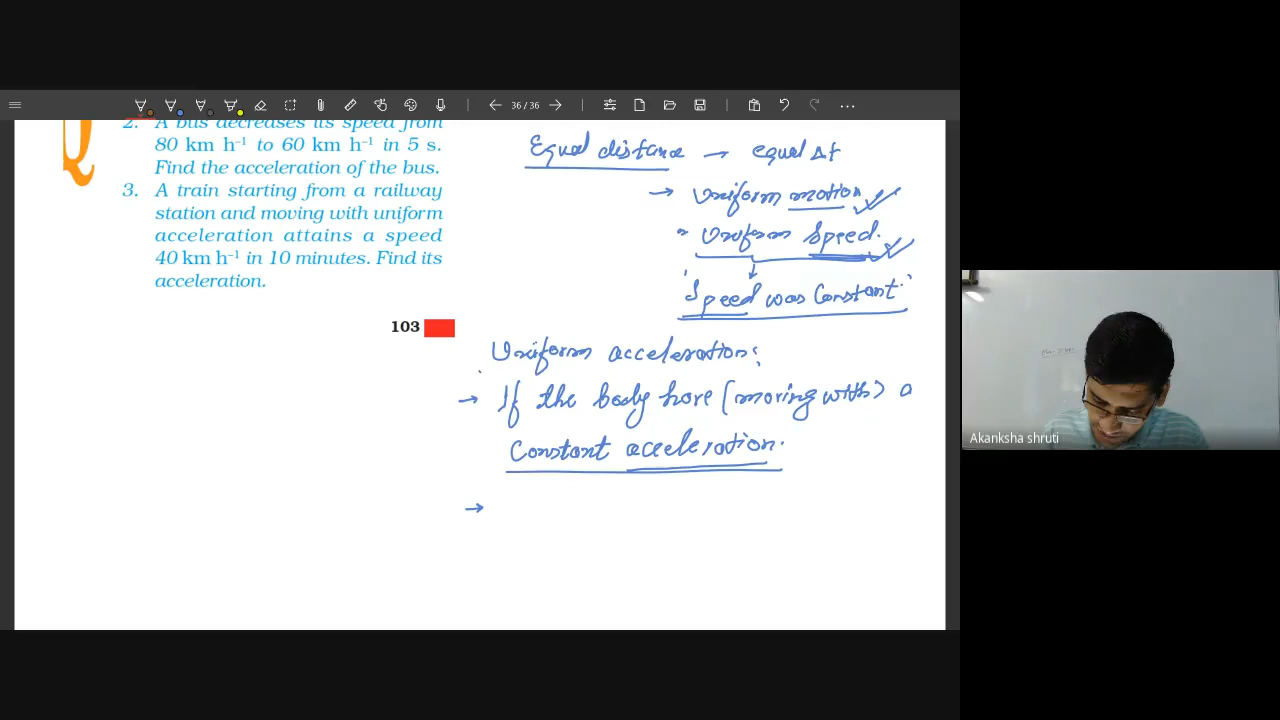 36/36
2. A bus decreases its speed from
80 km h⁻¹ to 60 km h⁻¹ in 5 s.
Find the acceleration of the bus.
3. A train starting from a railway
station and moving with uniform
acceleration attains a speed
40 km h⁻¹ in 10 minutes. Find its
acceleration.
103
Equal distance → equal Δt
→ Uniform motion ✓
" Uniform speed. ✓
'Speed was Constant.'
Uniform acceleration:
→ If the body have (moving with) a
Constant acceleration.
→
Akanksha shruti